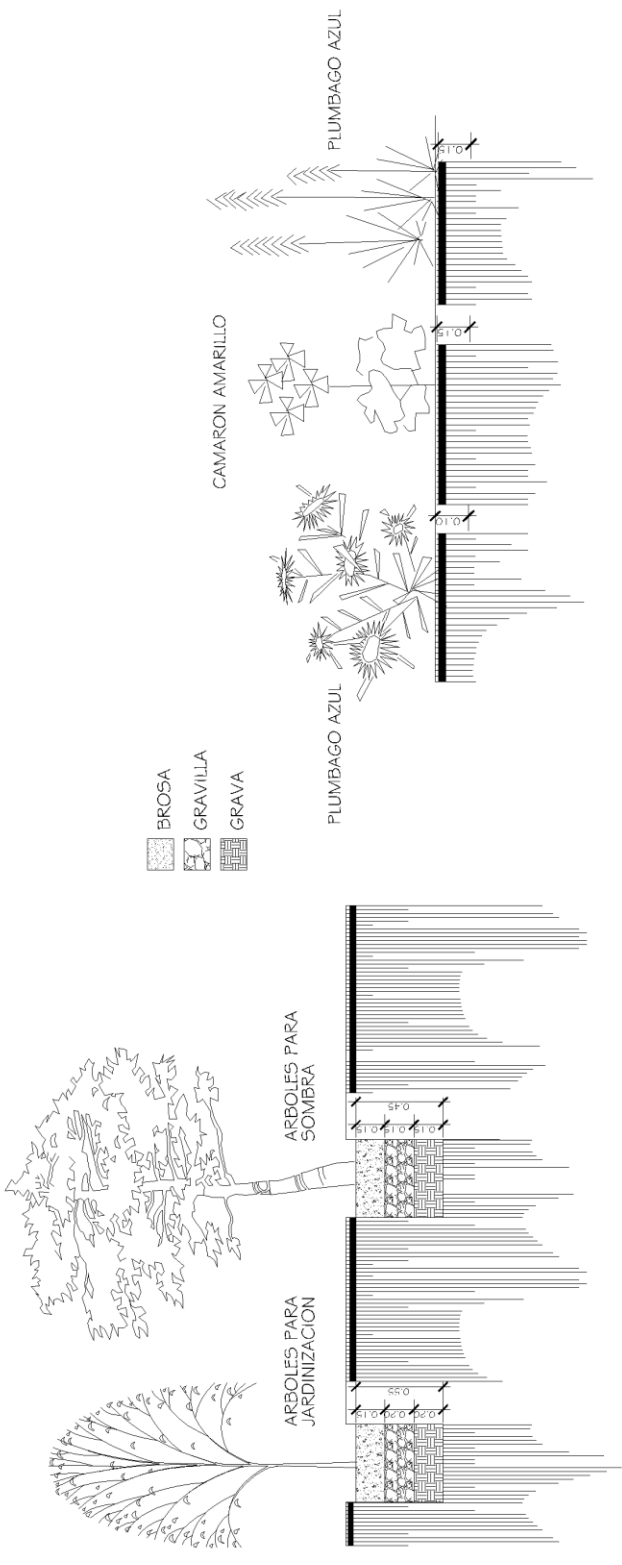 ARBOLES PARA
JARDINIZACION
0.15
0.20
0.20
0.55
ARBOLES PARA
SOMBRA
0.15
0.15
0.15
0.45
BROSA
GRAVILLA
GRAVA
PLUMBAGO AZUL
0.10
CAMARON AMARILLO
0.15
PLUMBAGO AZUL
0.15